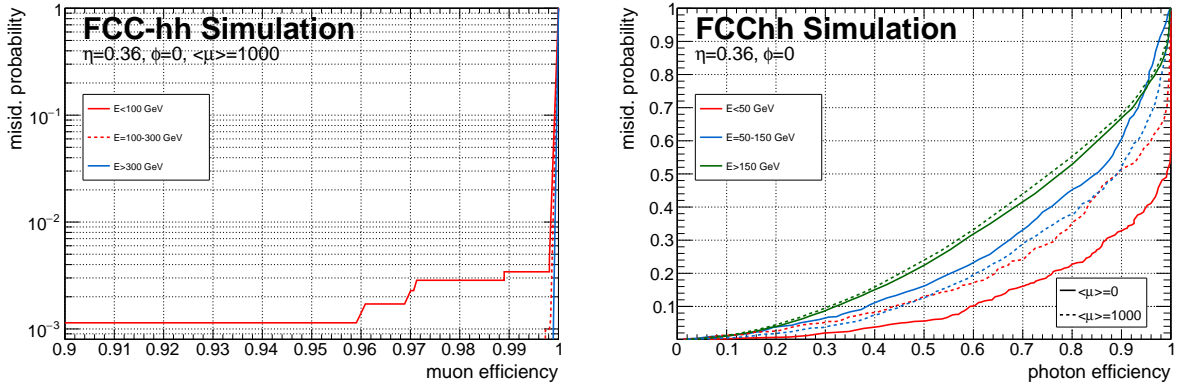 FCC-hh Simulation
η=0.36, ϕ=0, <μ>=1000
misid. probability
1
10⁻¹
10⁻²
10⁻³
E<100 GeV
E=100-300 GeV
E>300 GeV
0.9 0.91 0.92 0.93 0.94 0.95 0.96 0.97 0.98 0.99 1
muon efficiency
FCChh Simulation
η=0.36, ϕ=0
misid. probability
1
0.9
0.8
0.7
0.6
0.5
0.4
0.3
0.2
0.1
E<50 GeV
E=50-150 GeV
E>150 GeV
<μ>=0
<μ>=1000
0 0.1 0.2 0.3 0.4 0.5 0.6 0.7 0.8 0.9 1
photon efficiency